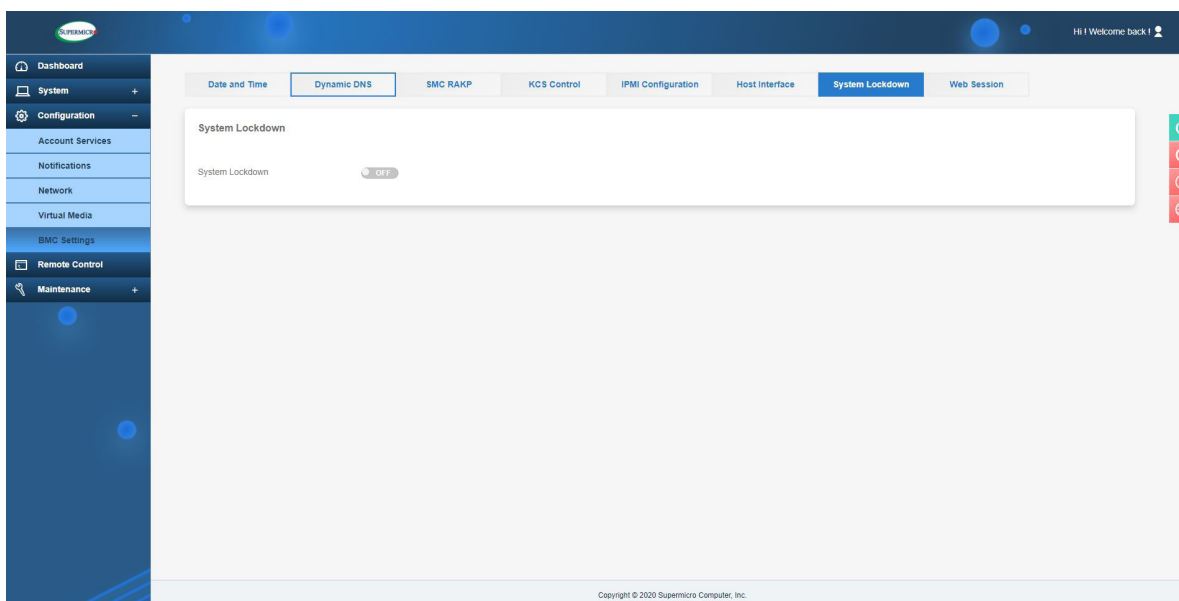 SUPERMICRO
Hi ! Welcome back !
Dashboard
System +
Configuration −
Account Services
Notifications
Network
Virtual Media
BMC Settings
Remote Control
Maintenance +
Date and Time Dynamic DNS SMC RAKP KCS Control IPMI Configuration Host Interface System Lockdown Web Session
System Lockdown
System Lockdown OFF
Copyright © 2020 Supermicro Computer, Inc.